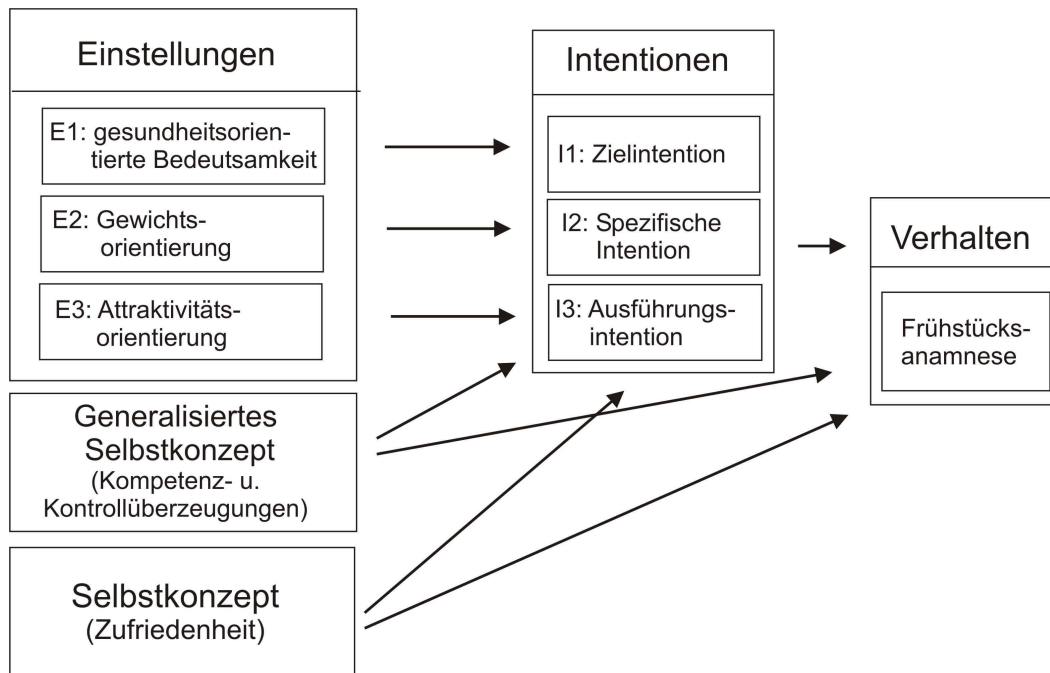 Einstellungen
E1: gesundheitsorien-
tierte Bedeutsamkeit
E2: Gewichts-
orientierung
E3: Attraktivitäts-
orientierung
Generalisiertes
Selbstkonzept
(Kompetenz- u.
Kontrollüberzeugungen)
Selbstkonzept
(Zufriedenheit)
Intentionen
I1: Zielintention
I2: Spezifische
Intention
I3: Ausführungs-
intention
Verhalten
Frühstücks-
anamnese